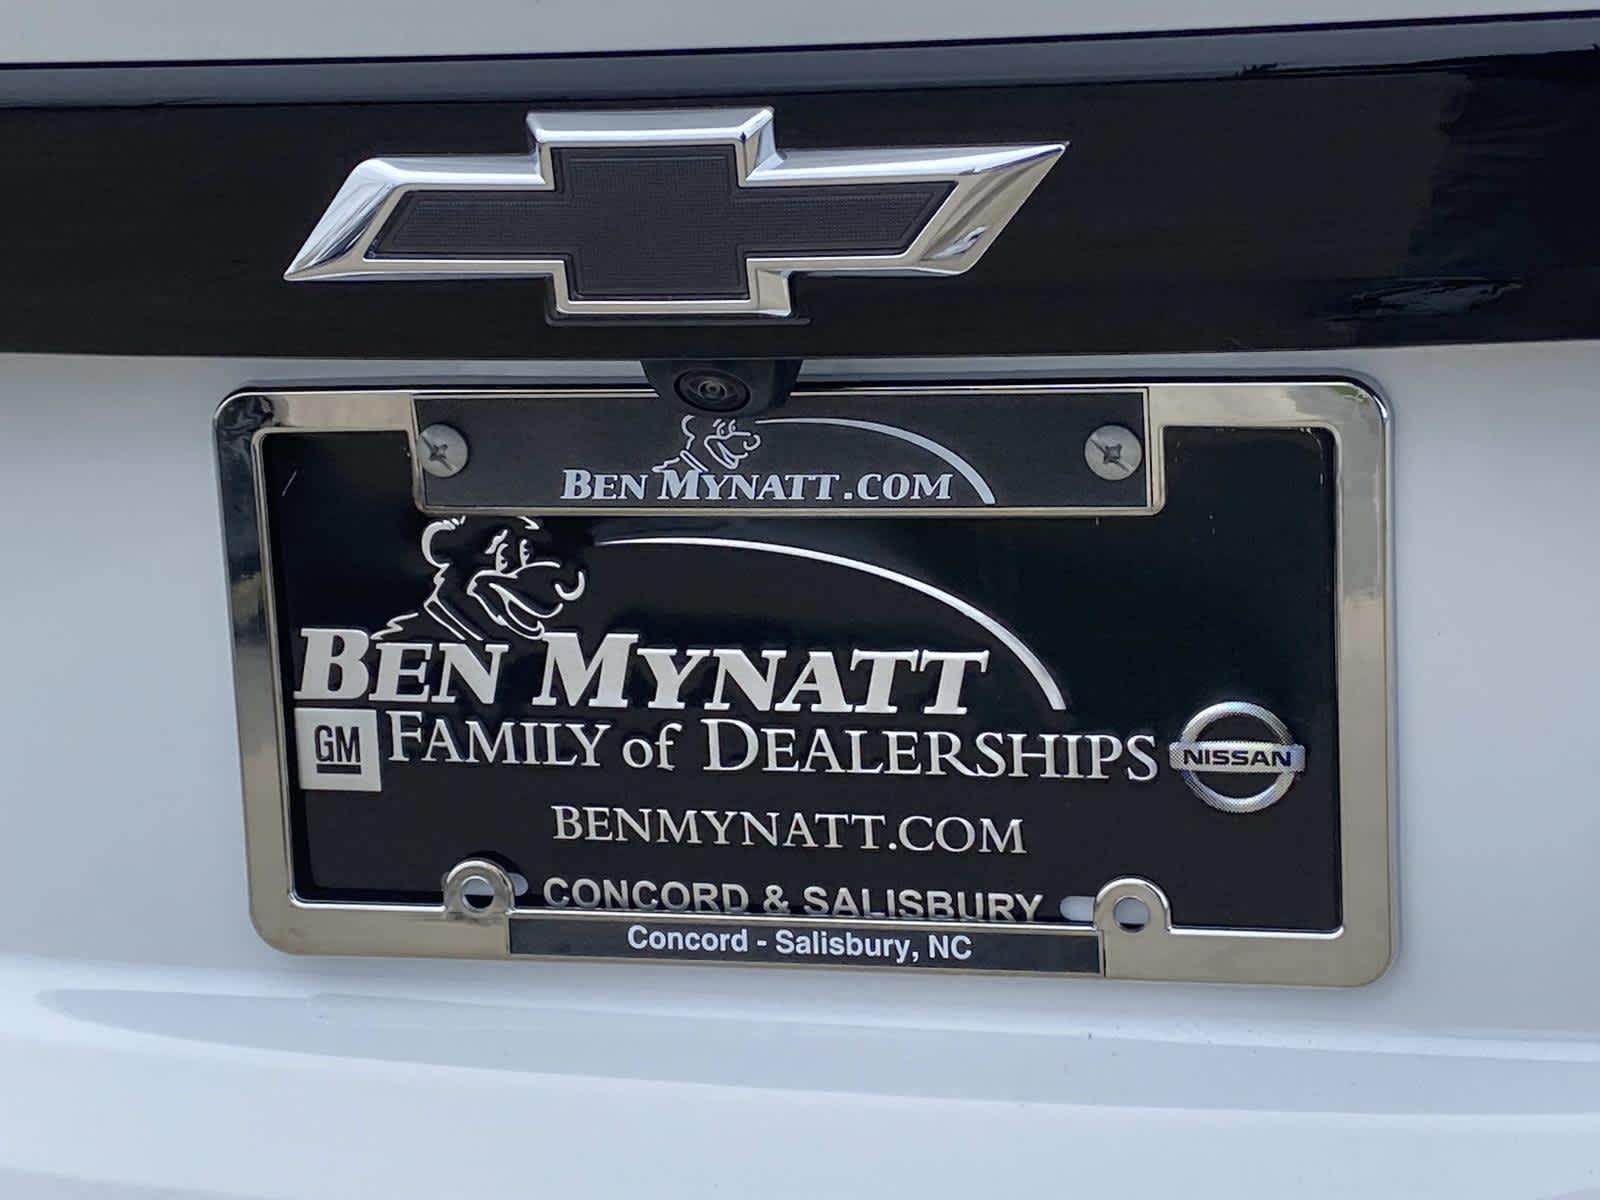 BEN MYNATT.COM
BEN MYNATT
GM FAMILY of DEALERSHIPS NISSAN
BENMYNATT.COM
CONCORD & SALISBURY
Concord - Salisbury, NC